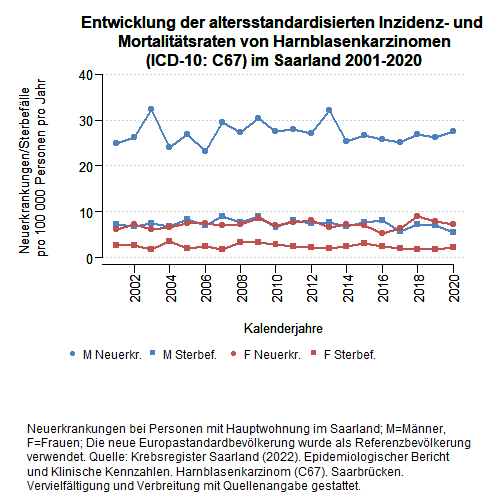 Entwicklung der altersstandardisierten Inzidenz- und
Mortalitätsraten von Harnblasenkarzinomen
(ICD-10: C67) im Saarland 2001-2020
Neuerkrankungen/Sterbefälle
pro 100 000 Personen pro Jahr
40
30
20
10
0
2002
2004
2006
2008
2010
2012
2014
2016
2018
2020
Kalenderjahre
M Neuerkr.
M Sterbef.
F Neuerkr.
F Sterbef.
Neuerkrankungen bei Personen mit Hauptwohnung im Saarland; M=Männer,
F=Frauen; Die neue Europastandardbevölkerung wurde als Referenzbevölkerung
verwendet. Quelle: Krebsregister Saarland (2022). Epidemiologischer Bericht
und Klinische Kennzahlen. Harnblasenkarzinom (C67). Saarbrücken.
Vervielfältigung und Verbreitung mit Quellenangabe gestattet.